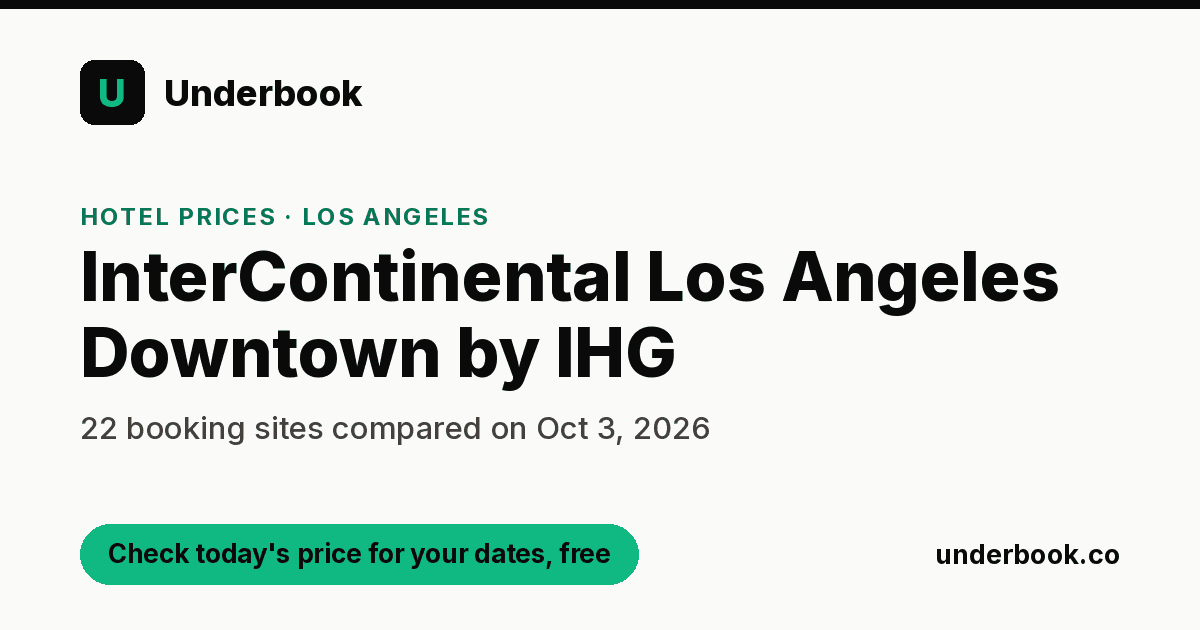 U
Underbook
HOTEL PRICES · LOS ANGELES
InterContinental Los Angeles
Downtown by IHG
22 booking sites compared on Oct 3, 2026
Check today's price for your dates, free
underbook.co